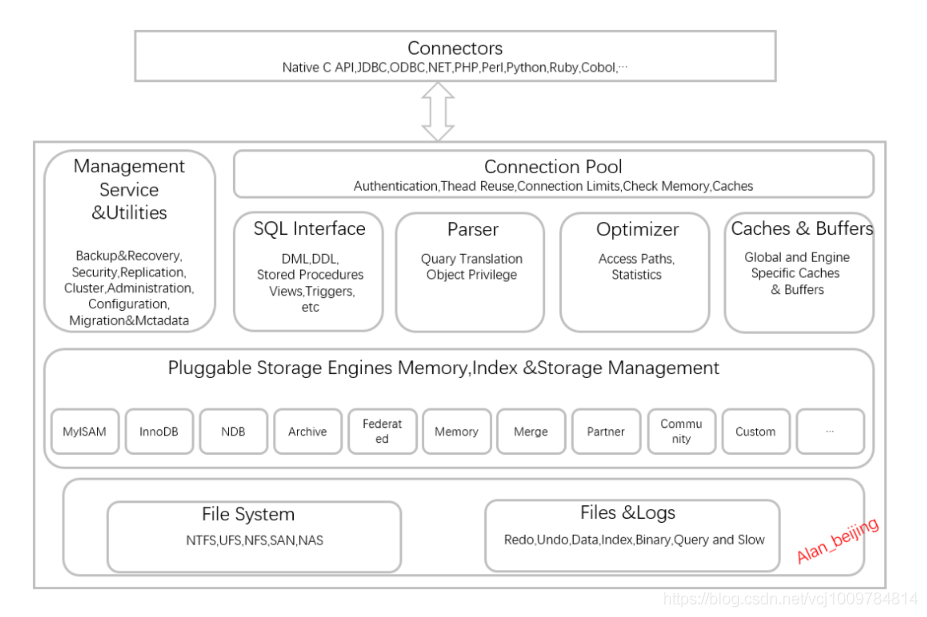 Connectors
Native C API,JDBC,ODBC,NET,PHP,Perl,Python,Ruby,Cobol,···
Management
Service
&Utilities
Backup&Recovery,
Security,Replication,
Cluster,Administration,
Configuration,
Migration&Mctadata
Connection Pool
Authentication,Thead Reuse,Connection Limits,Check Memory,Caches
SQL Interface
DML,DDL,
Stored Procedures
Views,Triggers,
etc
Parser
Quary Translation
Object Privilege
Optimizer
Access Paths,
Statistics
Caches & Buffers
Global and Engine
Specific Caches
& Buffers
Pluggable Storage Engines Memory,Index &Storage Management
MyISAM
InnoDB
NDB
Archive
Federat
ed
Memory
Merge
Partner
Commu
nity
Custom
···
File System
NTFS,UFS,NFS,SAN,NAS
Files &Logs
Redo,Undo,Data,Index,Binary,Query and Slow
Alan_beijing
https://blog.csdn.net/vcj1009784814